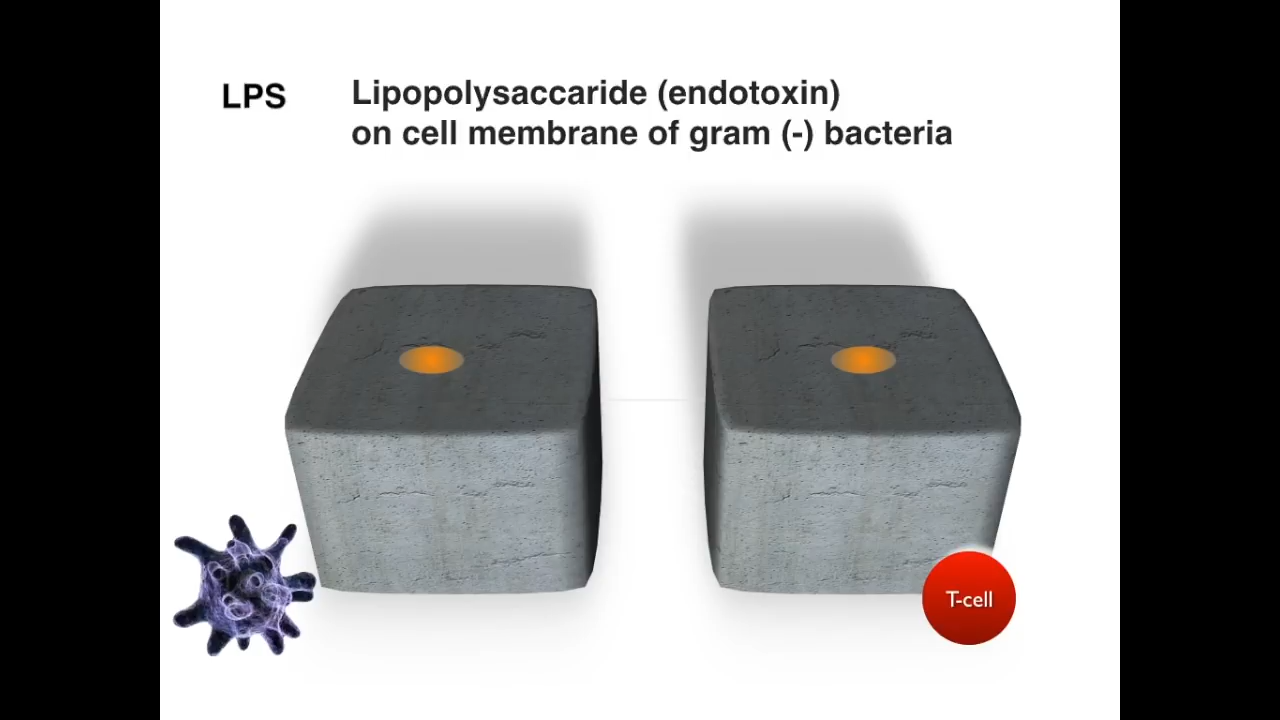 LPS
Lipopolysaccaride (endotoxin)
on cell membrane of gram (-) bacteria
T-cell